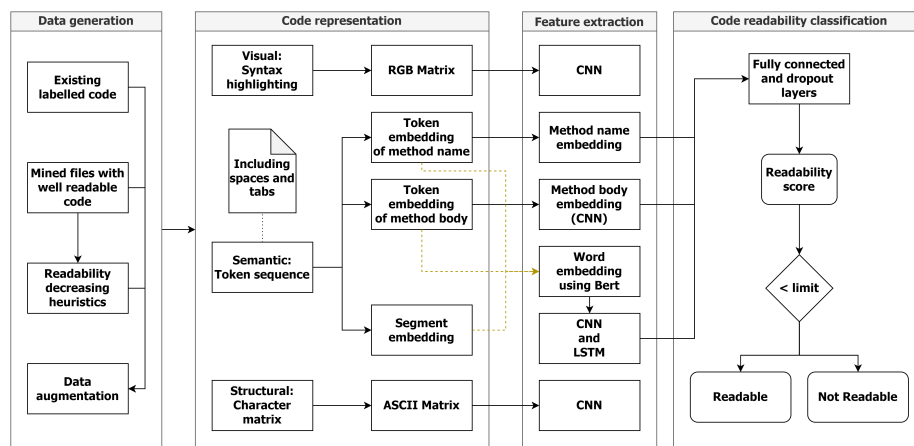 Data generation
Existing
labelled code
Mined files with
well readable
code
Readability
decreasing
heuristics
Data
augmentation
Code representation
Visual:
Syntax
highlighting
RGB Matrix
Including
spaces and
tabs
Token
embedding
of method name
Token
embedding
of method body
Semantic:
Token sequence
Segment
embedding
Structural:
Character
matrix
ASCII Matrix
Feature extraction
CNN
Method name
embedding
Method body
embedding
(CNN)
Word
embedding
using Bert
CNN
and
LSTM
CNN
Code readability classification
Fully connected
and dropout
layers
Readability
score
< limit
Readable
Not Readable